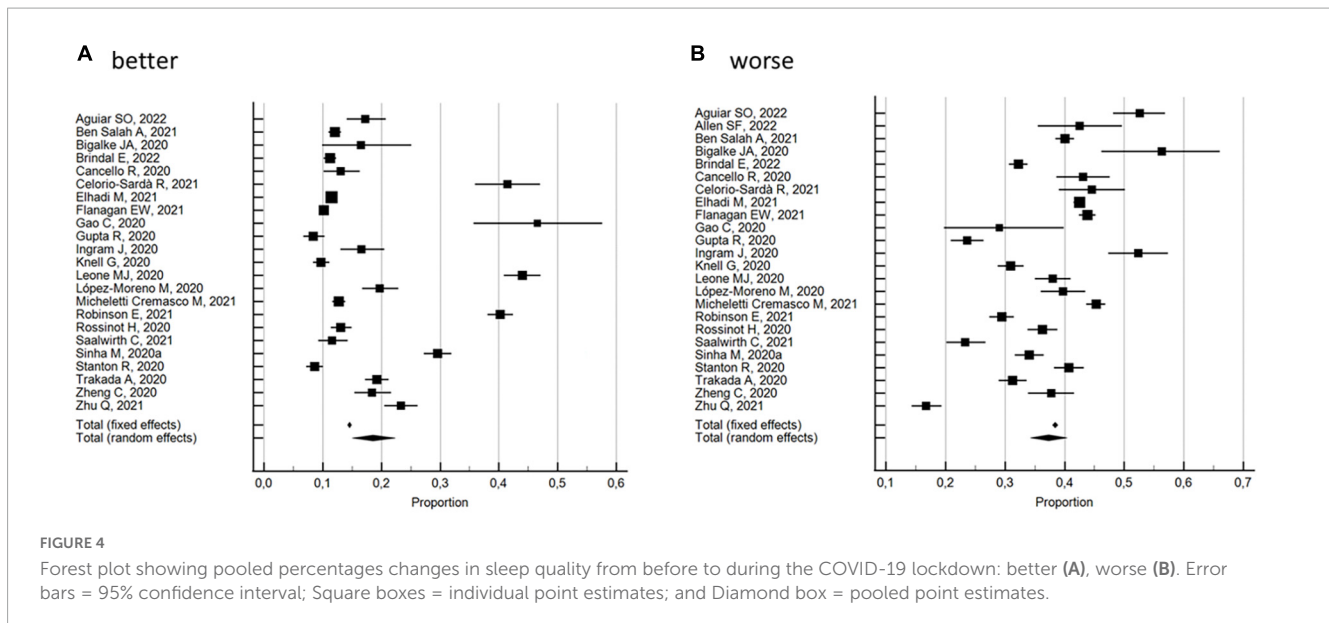 A better
Aguiar SO, 2022
Ben Salah A, 2021
Bigalke JA, 2020
Brindal E, 2022
Cancello R, 2020
Celorio-Sardà R, 2021
Elhadi M, 2021
Flanagan EW, 2021
Gao C, 2020
Gupta R, 2020
Ingram J, 2020
Knell G, 2020
Leone MJ, 2020
López-Moreno M, 2020
Micheletti Cremasco M, 2021
Robinson E, 2021
Rossinot H, 2020
Saalwirth C, 2021
Sinha M, 2020a
Stanton R, 2020
Trakada A, 2020
Zheng C, 2020
Zhu Q, 2021
Total (fixed effects)
Total (random effects)
0,0 0,1 0,2 0,3 0,4 0,5 0,6
Proportion
B worse
Aguiar SO, 2022
Allen SF, 2022
Ben Salah A, 2021
Bigalke JA, 2020
Brindal E, 2022
Cancello R, 2020
Celorio-Sardà R, 2021
Elhadi M, 2021
Flanagan EW, 2021
Gao C, 2020
Gupta R, 2020
Ingram J, 2020
Knell G, 2020
Leone MJ, 2020
López-Moreno M, 2020
Micheletti Cremasco M, 2021
Robinson E, 2021
Rossinot H, 2020
Saalwirth C, 2021
Sinha M, 2020a
Stanton R, 2020
Trakada A, 2020
Zheng C, 2020
Zhu Q, 2021
Total (fixed effects)
Total (random effects)
0,1 0,2 0,3 0,4 0,5 0,6 0,7
Proportion
FIGURE 4
Forest plot showing pooled percentages changes in sleep quality from before to during the COVID-19 lockdown: better (A), worse (B). Error
bars = 95% confidence interval; Square boxes = individual point estimates; and Diamond box = pooled point estimates.